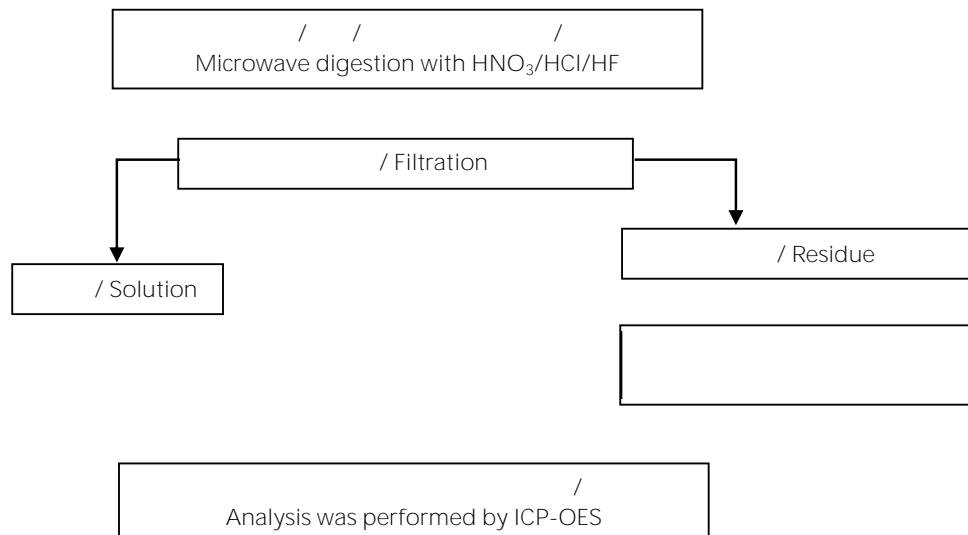 / / /
Microwave digestion with HNO₃/HCl/HF
/ Filtration
/ Residue
/ Solution
/
Analysis was performed by ICP-OES